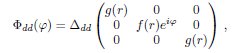 Φ_{dd}(φ) = Δ_{dd} \begin{pmatrix} g(r) & 0 & 0 \\ 0 & f(r)e^{iφ} & 0 \\ 0 & 0 & g(r) \end{pmatrix} ,